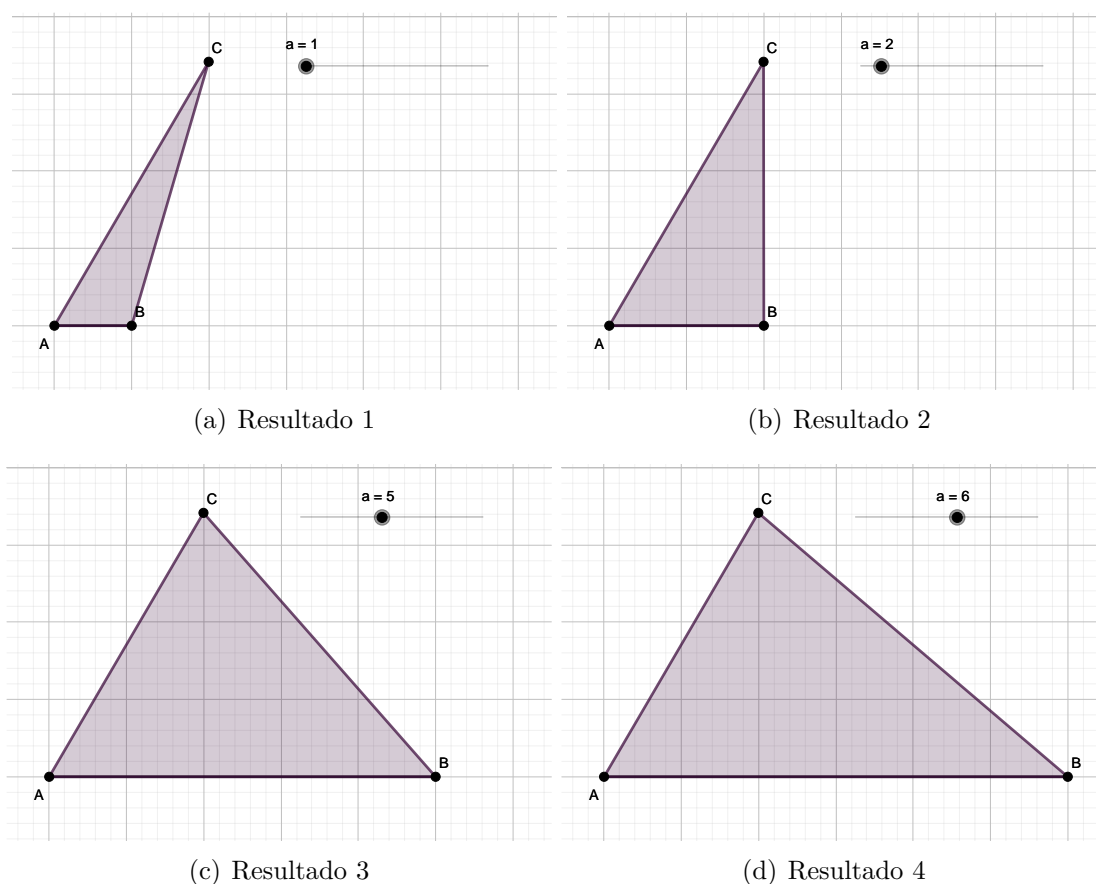 C
a = 1
A
B
(a) Resultado 1
C
a = 2
A
B
(b) Resultado 2
C
a = 5
A
B
(c) Resultado 3
C
a = 6
A
B
(d) Resultado 4